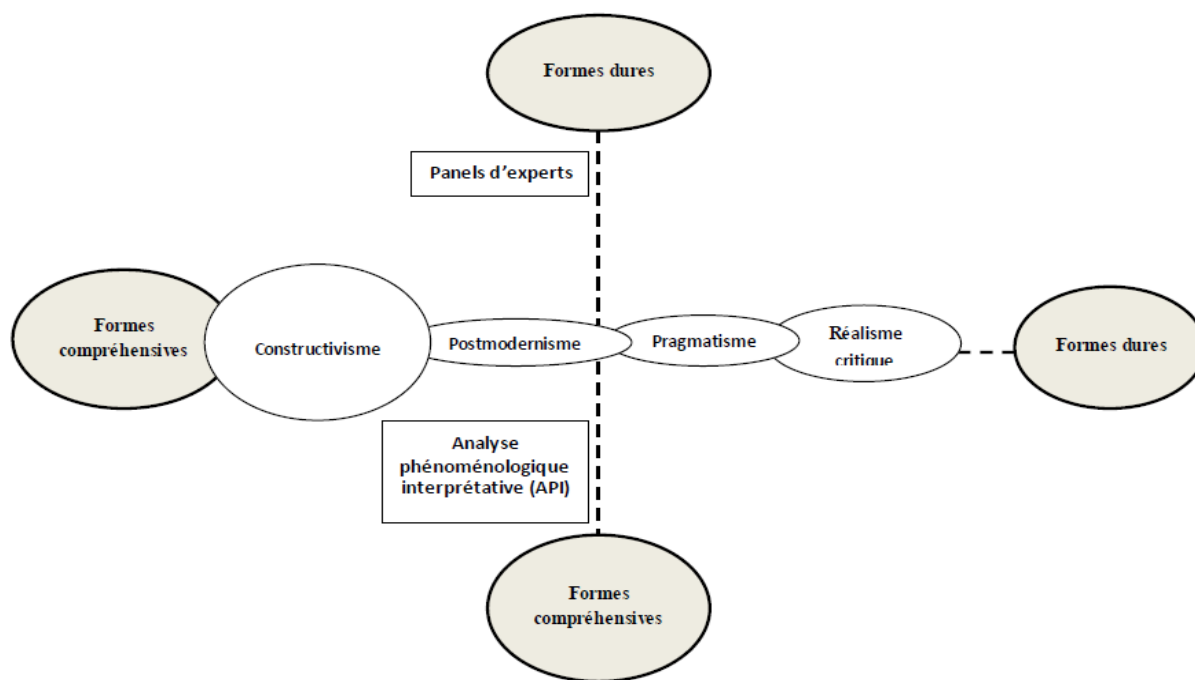 Formes dures
Panels d’experts
Formes
compréhensives
Constructivisme
Postmodernisme
Pragmatisme
Réalisme
critique
Formes dures
Analyse
phénoménologique
interprétative (API)
Formes
compréhensives